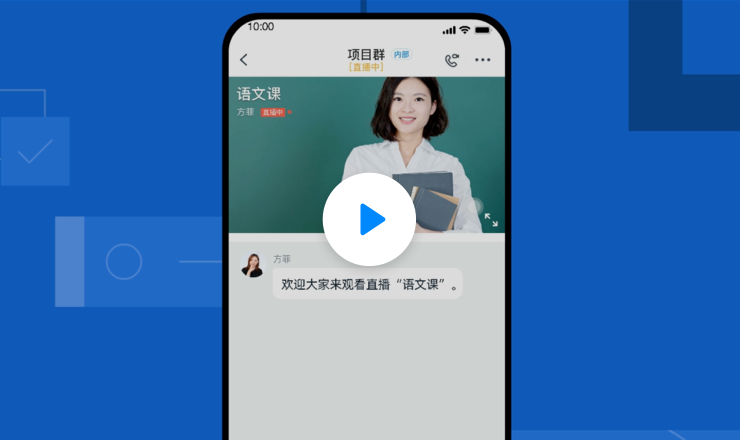 10:00
项目群 内部
[直播中]
语文课
方菲 直播中
方菲
欢迎大家来观看直播“语文课”。